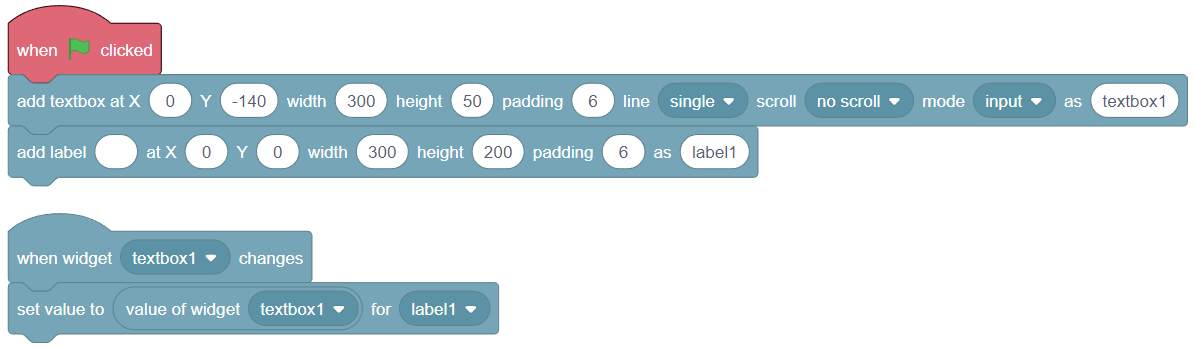 when clicked
add textbox at X 0 Y -140 width 300 height 50 padding 6 line single scroll no scroll mode input as textbox1
add label at X 0 Y 0 width 300 height 200 padding 6 as label1
when widget textbox1 changes
set value to value of widget textbox1 for label1